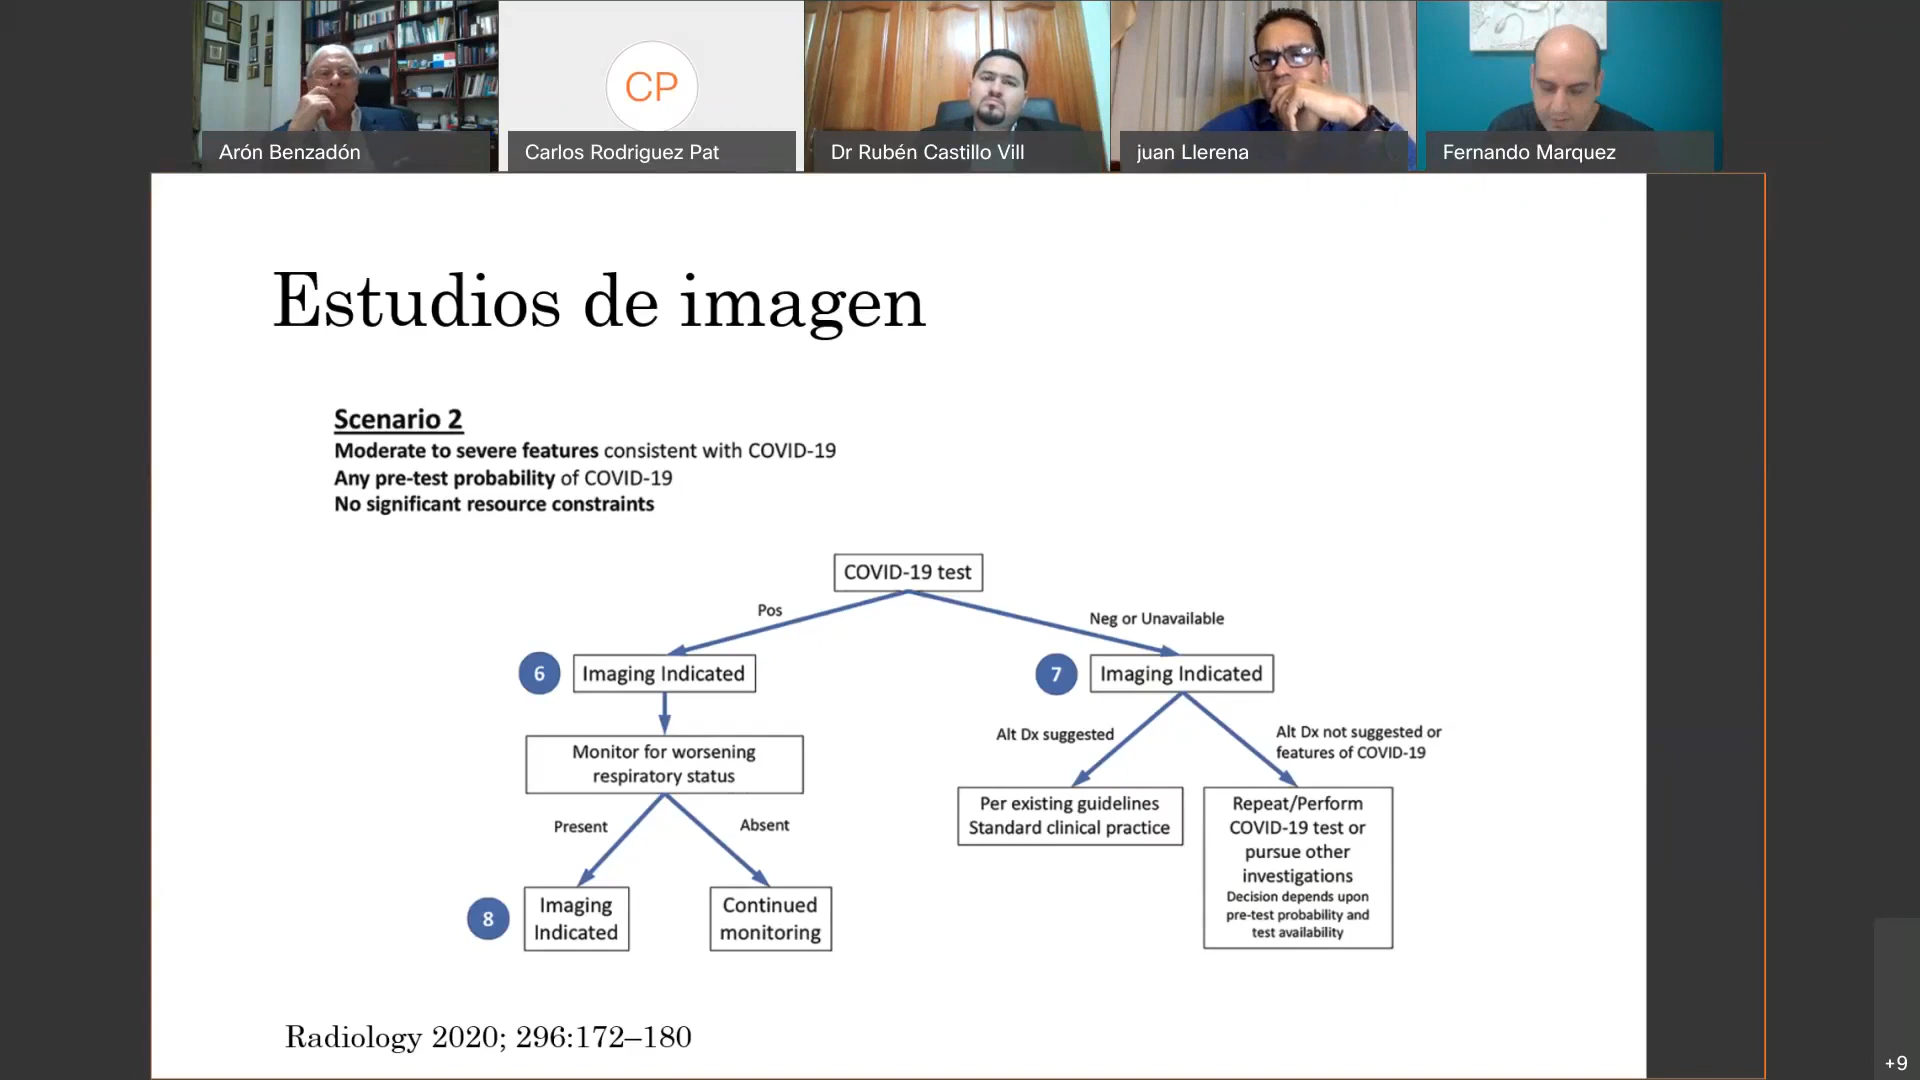 CP
Arón Benzadón
Carlos Rodriguez Pat
Dr Rubén Castillo Vill
juan Llerena
Fernando Marquez
Estudios de imagen
Scenario 2
Moderate to severe features consistent with COVID-19
Any pre-test probability of COVID-19
No significant resource constraints
COVID-19 test
Pos
Neg or Unavailable
6
Imaging Indicated
7
Imaging Indicated
Monitor for worsening
respiratory status
Alt Dx suggested
Alt Dx not suggested or
features of COVID-19
Present
Absent
Per existing guidelines
Standard clinical practice
Repeat/Perform
COVID-19 test or
pursue other
investigations
Decision depends upon
pre-test probability and
test availability
8
Imaging
Indicated
Continued
monitoring
Radiology 2020; 296:172–180
+9